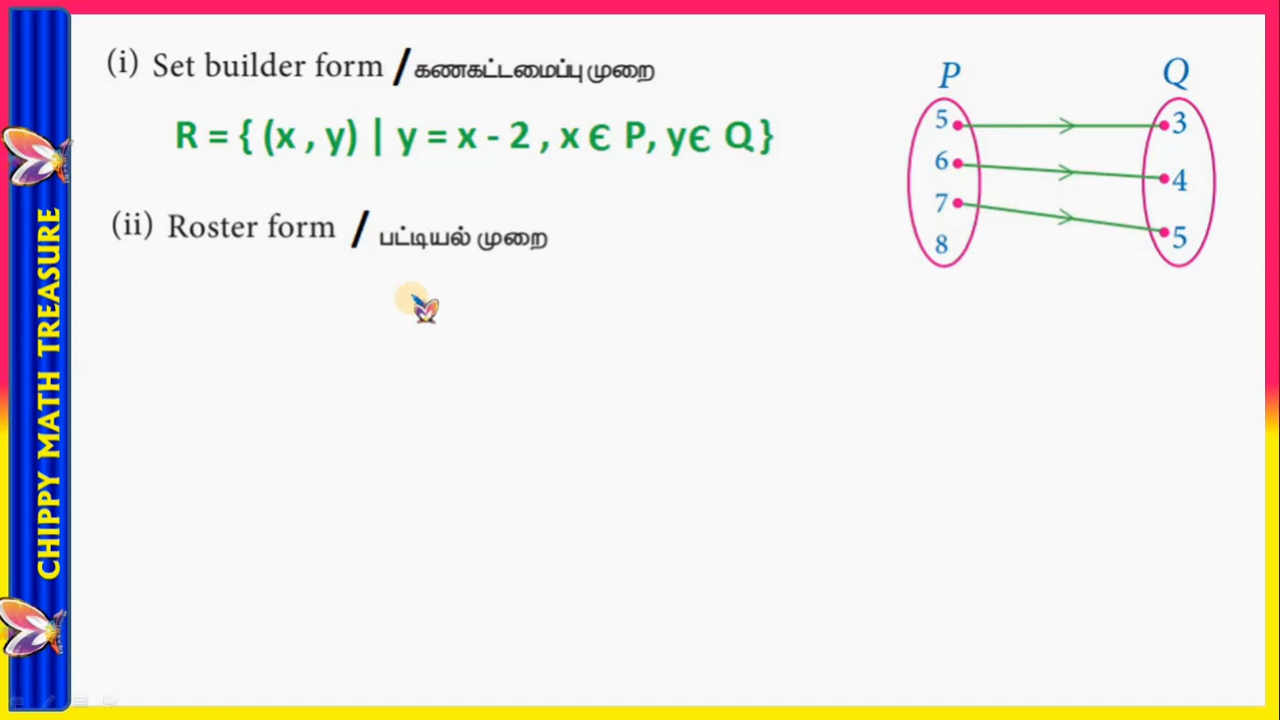 (i) Set builder form / கணகட்டமைப்பு முறை
R = { (x , y) | y = x - 2 , x Є P, yЄ Q}
(ii) Roster form / பட்டியல் முறை
P Q
5 3
6 4
7 5
8
CHIPPY MATH TREASURE